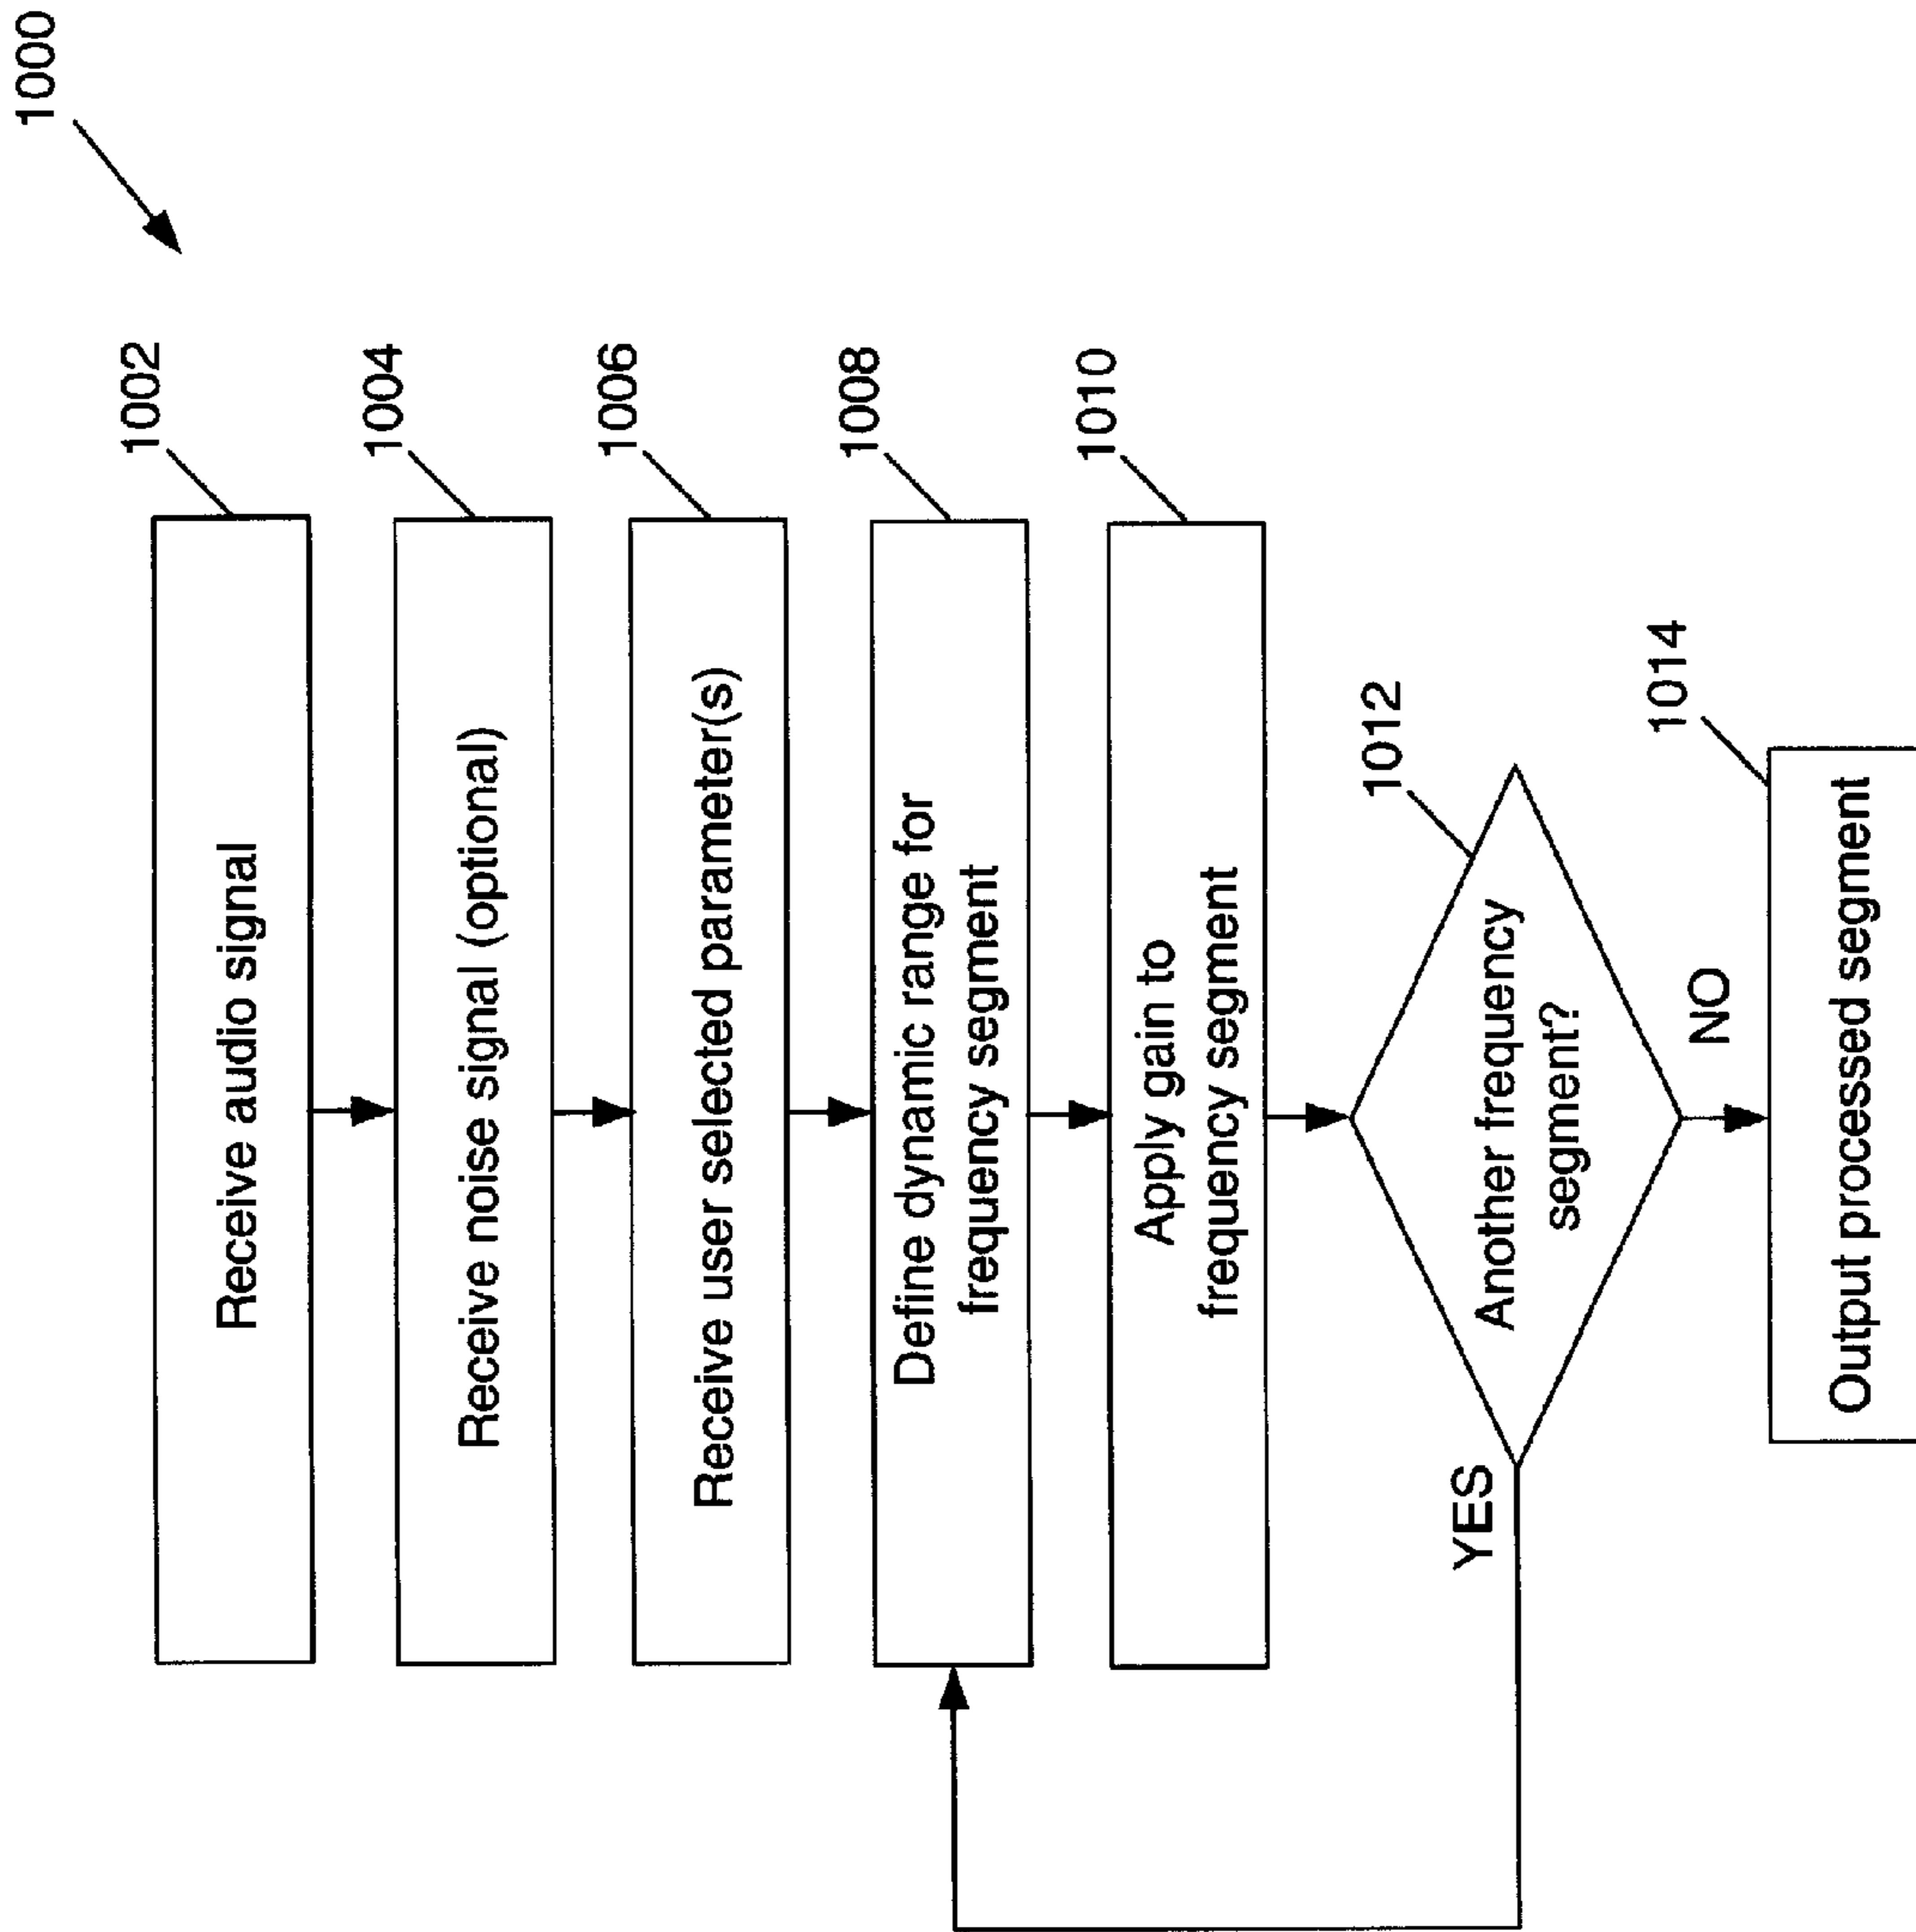 1000
1002
Receive audio signal
1004
Receive noise signal (optional)
1006
Receive user selected parameter(s)
1008
Define dynamic range for
frequency segment
1010
Apply gain to
frequency segment
1012
Another frequency
segment?
YES
NO
1014
Output processed segment